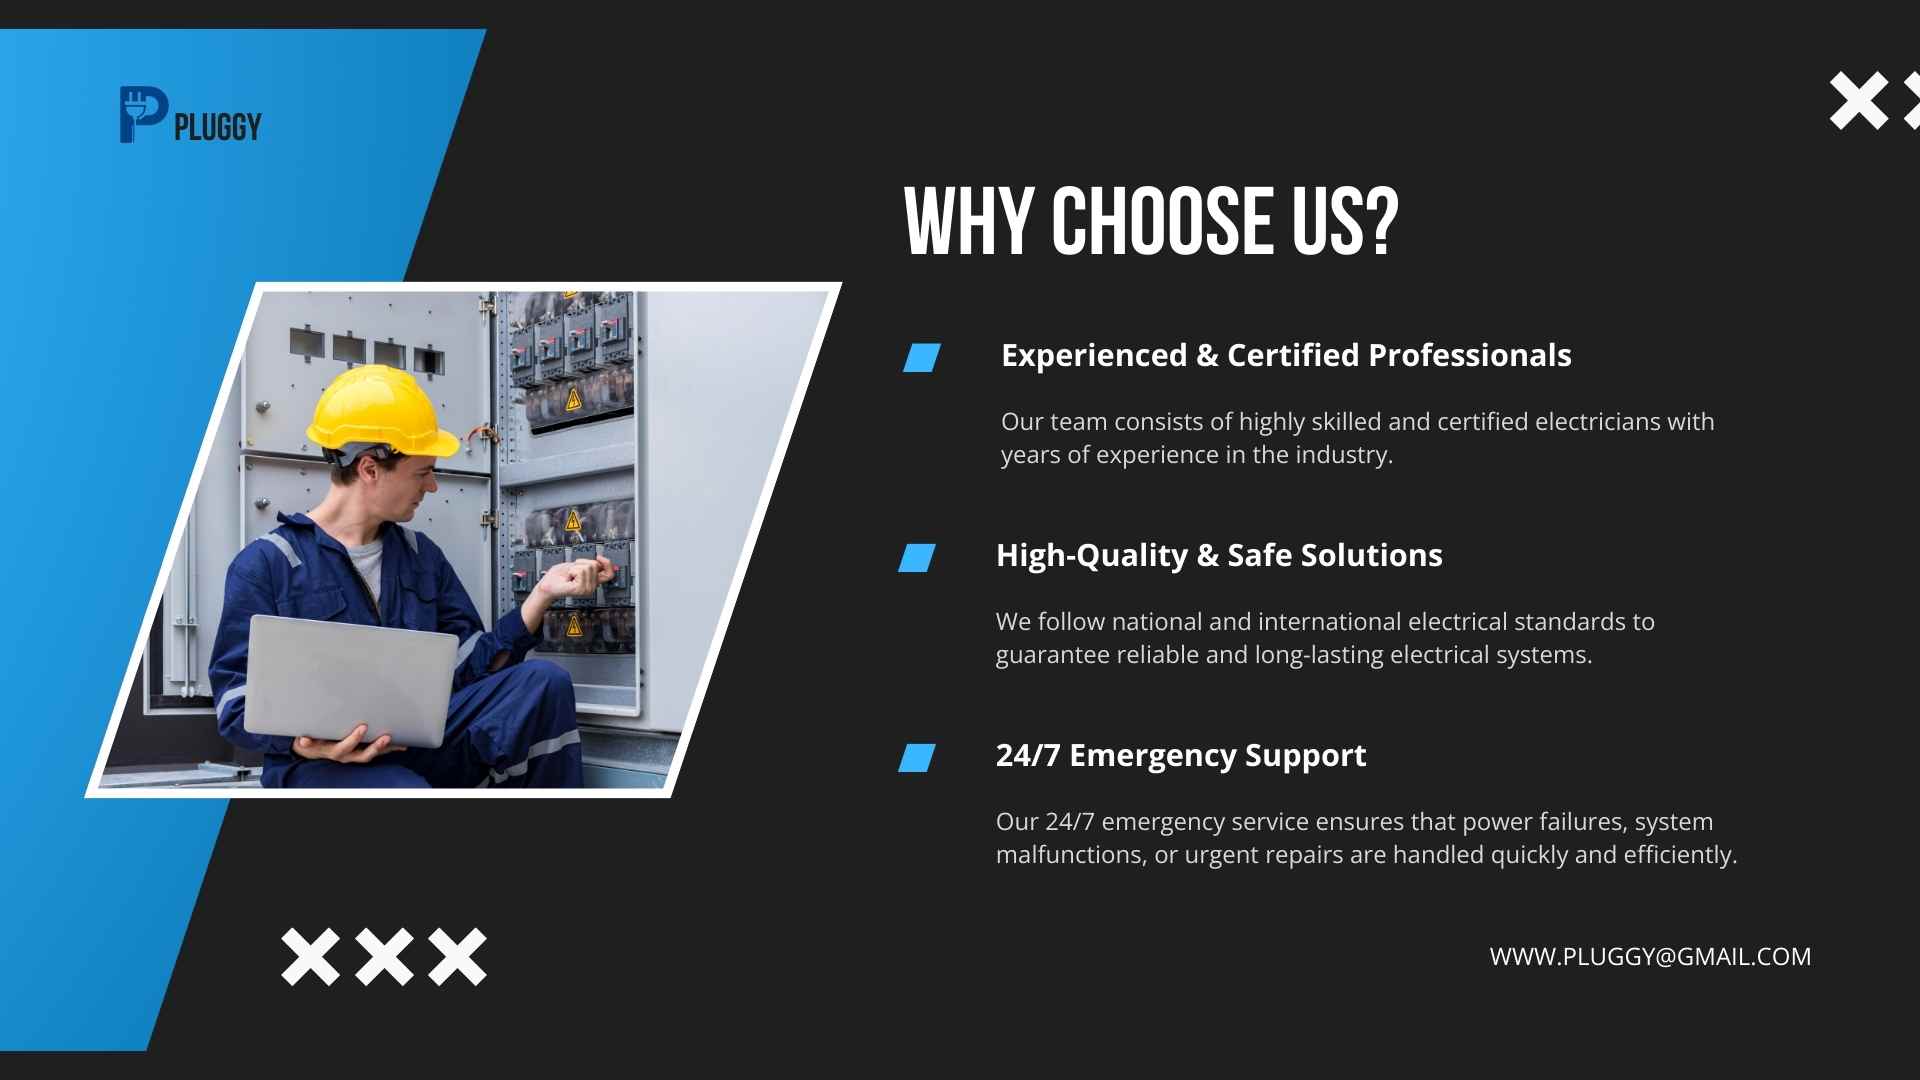 PLUGGY
WHY CHOOSE US?
Experienced & Certified Professionals
Our team consists of highly skilled and certified electricians with
years of experience in the industry.
High-Quality & Safe Solutions
We follow national and international electrical standards to
guarantee reliable and long-lasting electrical systems.
24/7 Emergency Support
Our 24/7 emergency service ensures that power failures, system
malfunctions, or urgent repairs are handled quickly and efficiently.
WWW.PLUGGY@GMAIL.COM